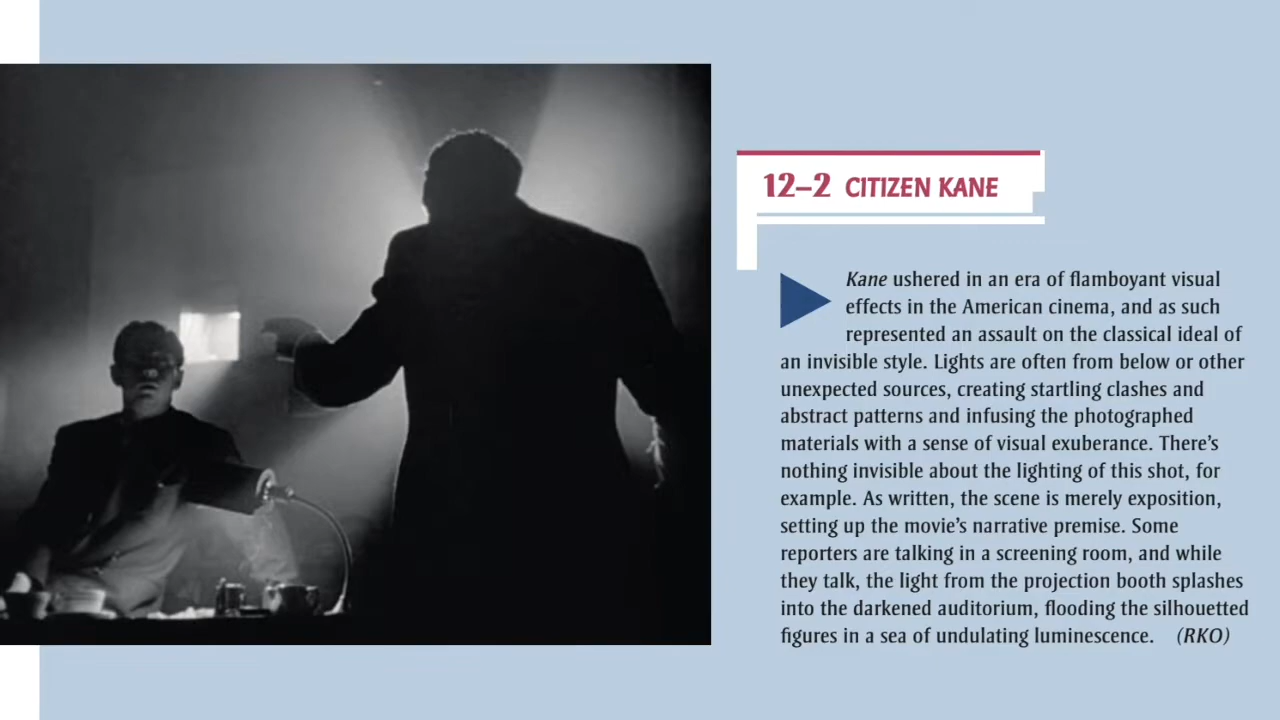 12–2 CITIZEN KANE
Kane ushered in an era of flamboyant visual
effects in the American cinema, and as such
represented an assault on the classical ideal of
an invisible style. Lights are often from below or other
unexpected sources, creating startling clashes and
abstract patterns and infusing the photographed
materials with a sense of visual exuberance. There’s
nothing invisible about the lighting of this shot, for
example. As written, the scene is merely exposition,
setting up the movie’s narrative premise. Some
reporters are talking in a screening room, and while
they talk, the light from the projection booth splashes
into the darkened auditorium, flooding the silhouetted
figures in a sea of undulating luminescence. (RKO)